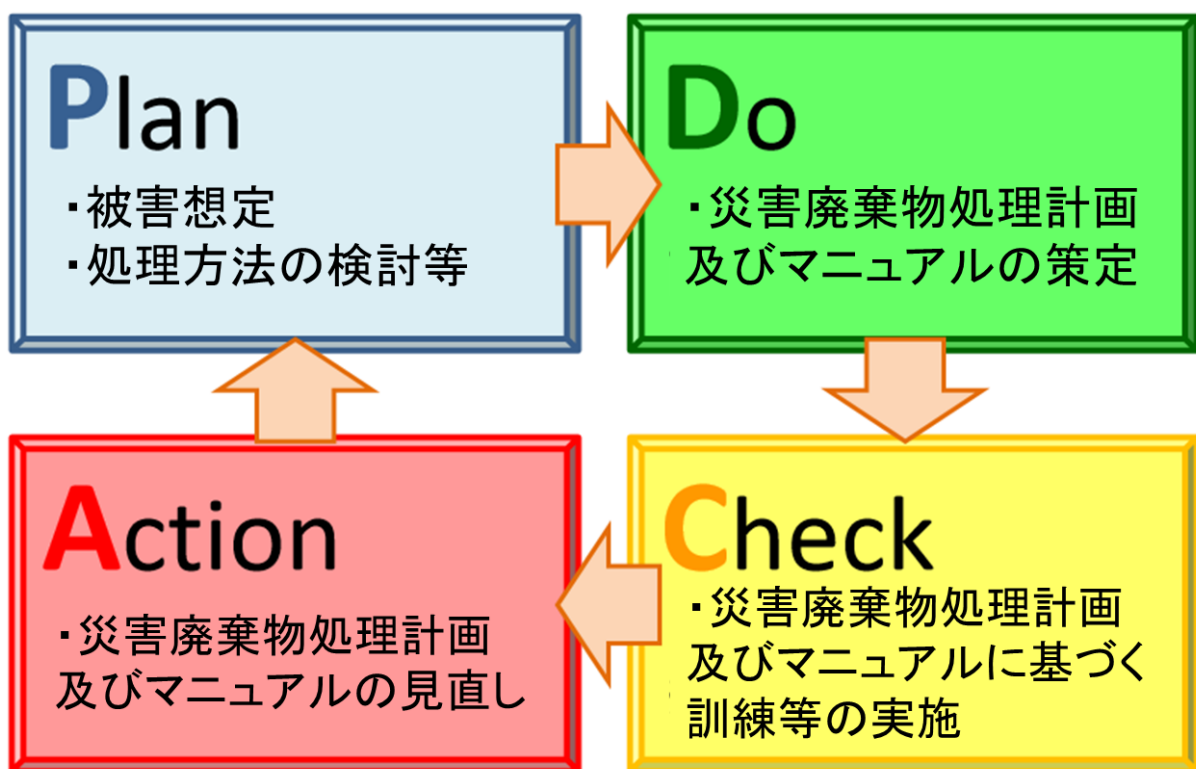 Plan
・被害想定
・処理方法の検討等
Do
・災害廃棄物処理計画
及びマニュアルの策定
Action
・災害廃棄物処理計画
及びマニュアルの見直し
Check
・災害廃棄物処理計画
及びマニュアルに基づく
訓練等の実施